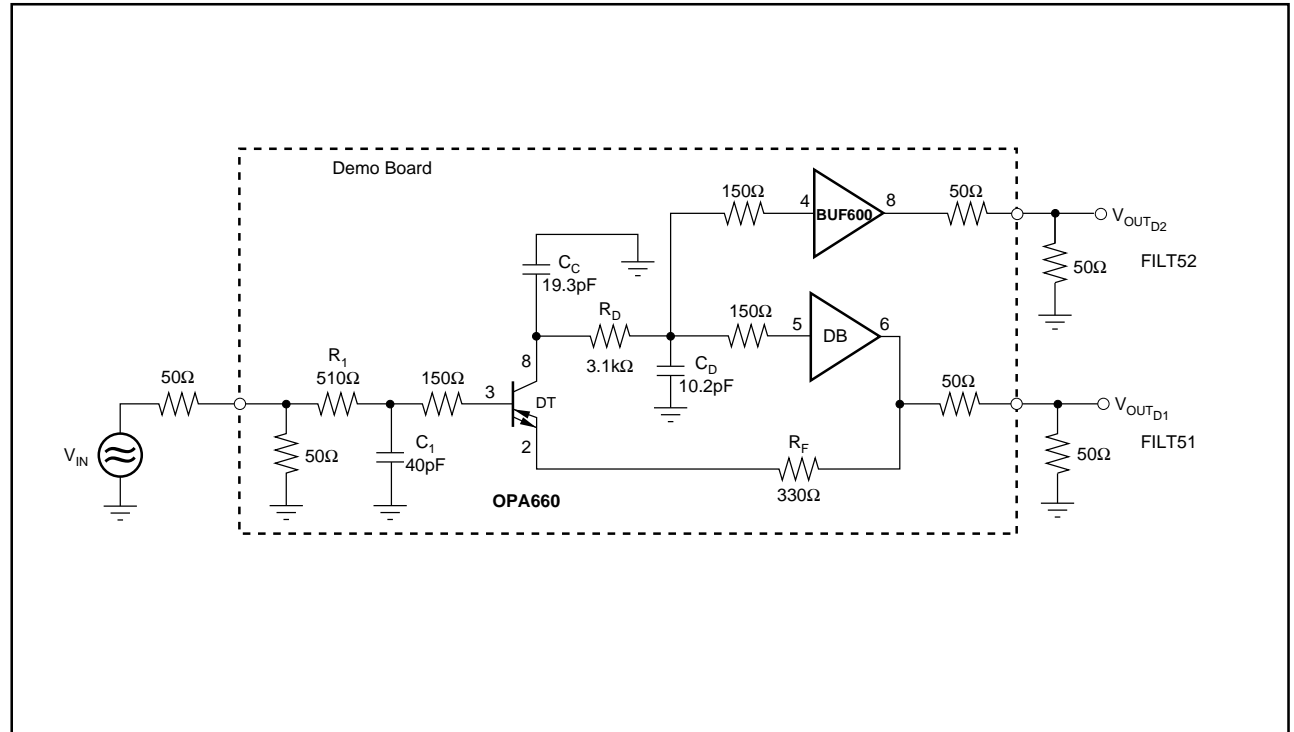 Demo Board
150Ω
4
BUF600
8
50Ω
V_OUT_D2
50Ω
FILT52
C_C
19.3pF
R_D
3.1kΩ
150Ω
5
DB
6
C_D
10.2pF
50Ω
V_OUT_D1
50Ω
FILT51
50Ω
V_IN
R_1
510Ω
50Ω
C_1
40pF
150Ω
3
8
DT
2
R_F
330Ω
OPA660